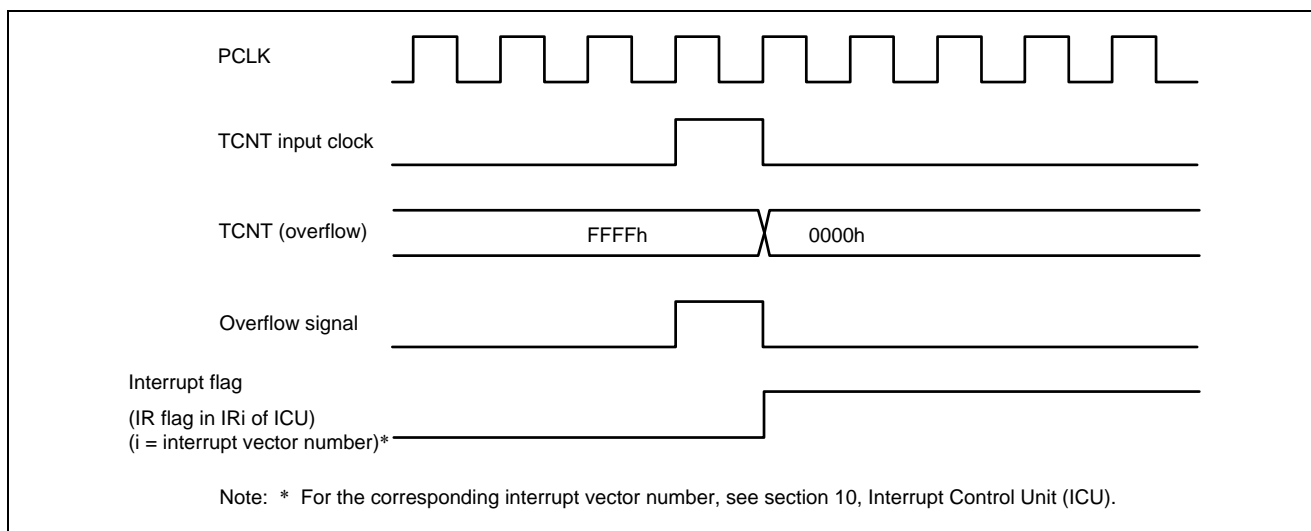 PCLK
TCNT input clock
TCNT (overflow)
FFFFh
0000h
Overflow signal
Interrupt flag
(IR flag in IRi of ICU)
(i = interrupt vector number)*
Note: * For the corresponding interrupt vector number, see section 10, Interrupt Control Unit (ICU).